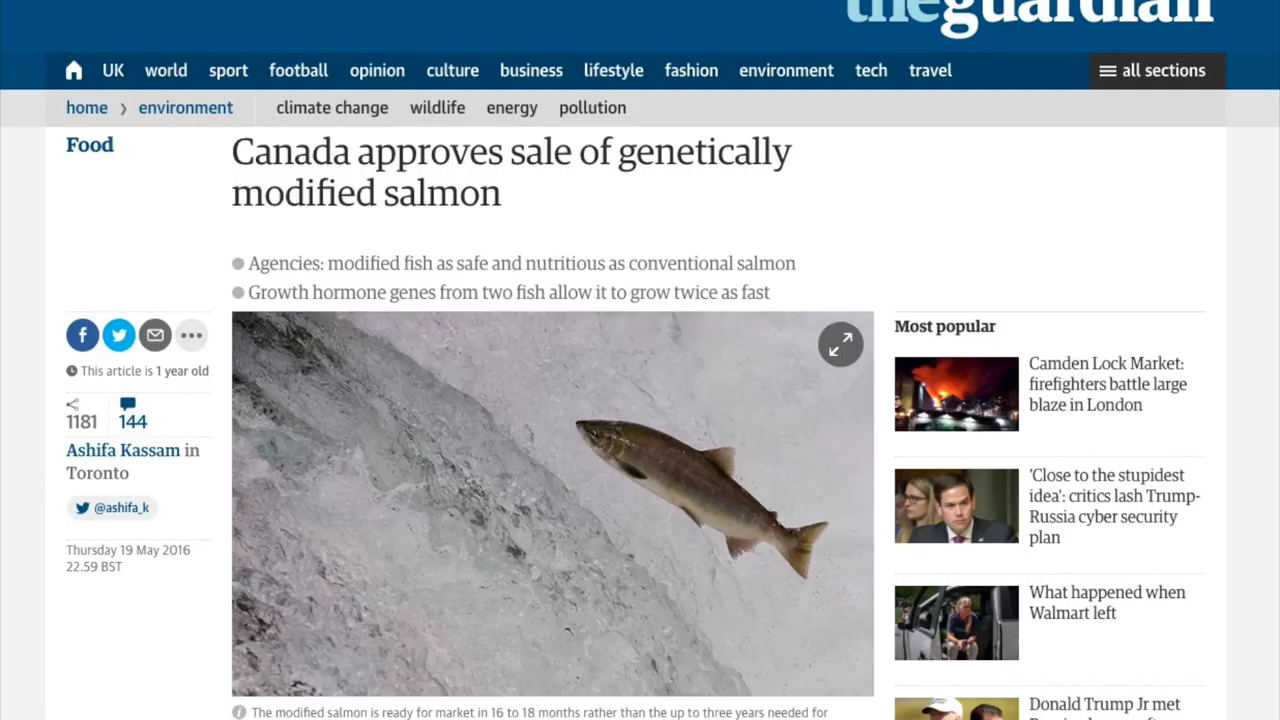 theguardian
UK world sport football opinion culture business lifestyle fashion environment tech travel all sections
home environment climate change wildlife energy pollution
Food
Canada approves sale of genetically
modified salmon
Agencies: modified fish as safe and nutritious as conventional salmon
Growth hormone genes from two fish allow it to grow twice as fast
This article is 1 year old
1181 144
Ashifa Kassam in
Toronto
@ashifa_k
Thursday 19 May 2016
22.59 BST
The modified salmon is ready for market in 16 to 18 months rather than the up to three years needed for
Most popular
Camden Lock Market:
firefighters battle large
blaze in London
'Close to the stupidest
idea': critics lash Trump-
Russia cyber security
plan
What happened when
Walmart left
Donald Trump Jr met